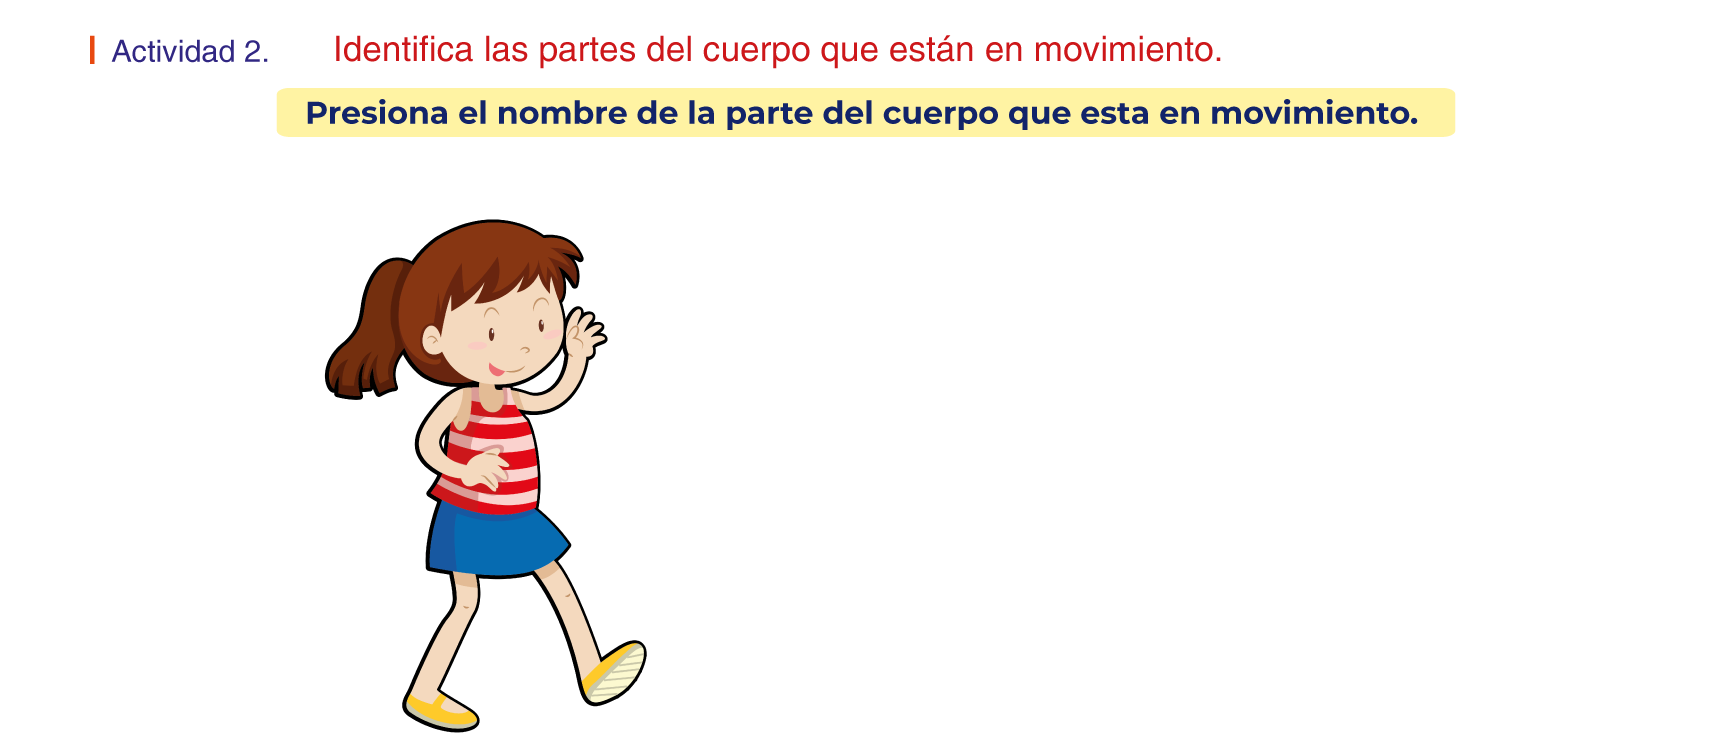 Actividad 2. Identifica las partes del cuerpo que están en movimiento.
Presiona el nombre de la parte del cuerpo que esta en movimiento.